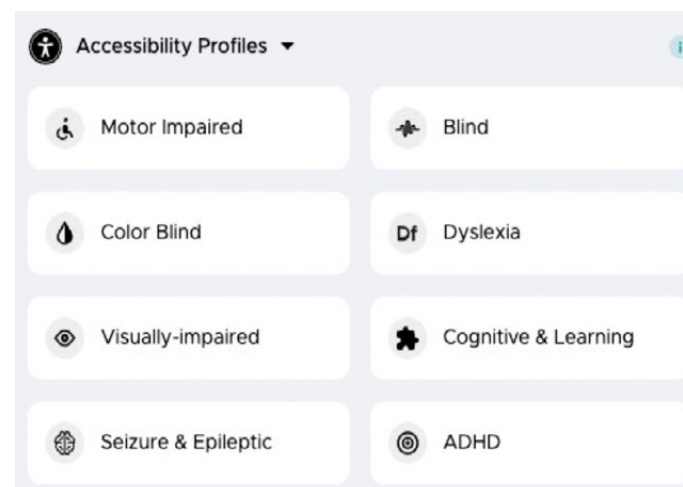 Accessibility Profiles
i
Motor Impaired
Blind
Color Blind
Df
Dyslexia
Visually-impaired
Cognitive & Learning
Seizure & Epileptic
ADHD